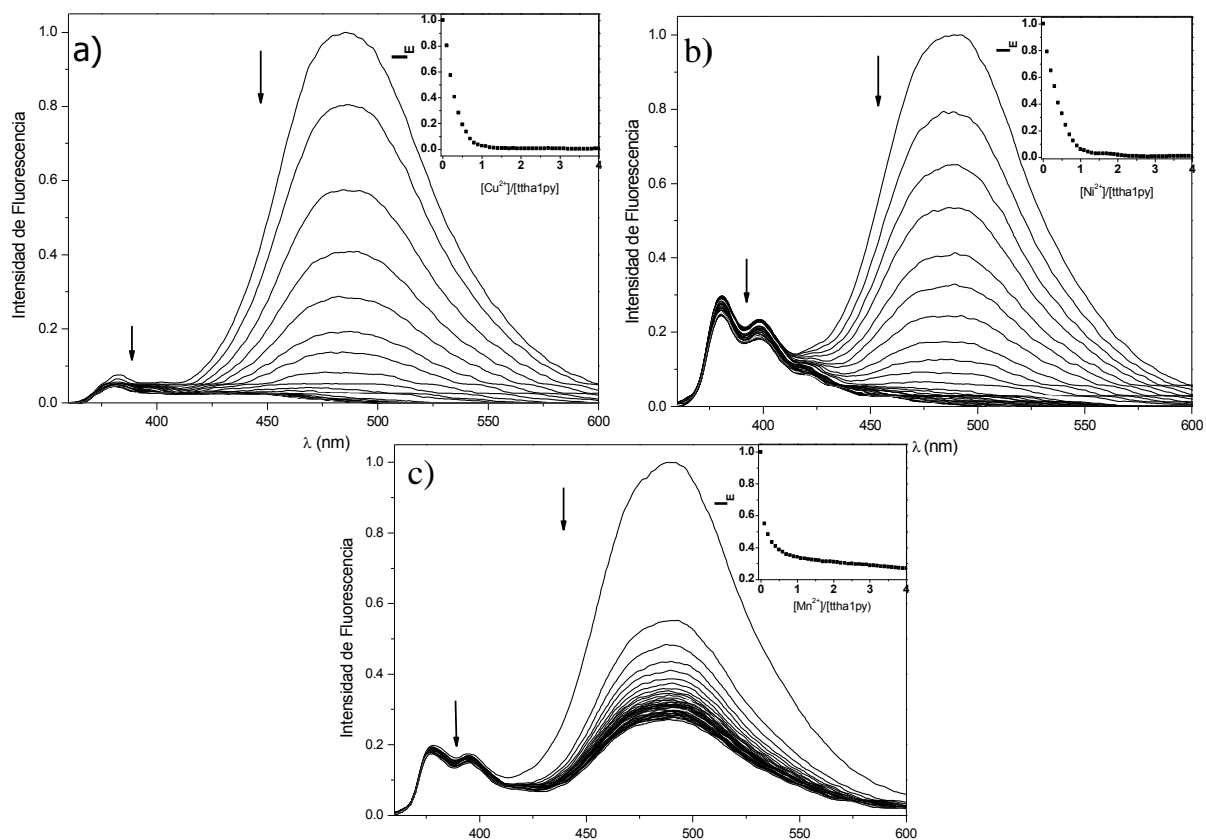 a)
Intensidad de Fluorescencia
1.0
0.8
0.6
0.4
0.2
0.0
400 450 500 550 600
λ (nm)
I_E
1.0
0.8
0.6
0.4
0.2
0.0
0 1 2 3 4
[Cu²⁺]/[ttha1py]
b)
Intensidad de Fluorescencia
1.0
0.8
0.6
0.4
0.2
0.0
400 450 500 550 600
λ (nm)
I_E
1.0
0.8
0.6
0.4
0.2
0.0
0 1 2 3 4
[Ni²⁺]/[ttha1py]
c)
Intensidad de Fluorescencia
1.0
0.8
0.6
0.4
0.2
0.0
400 450 500 550 600
λ (nm)
I_E
1.0
0.8
0.6
0.4
0.2
0 1 2 3 4
[Mn²⁺]/[ttha1py)